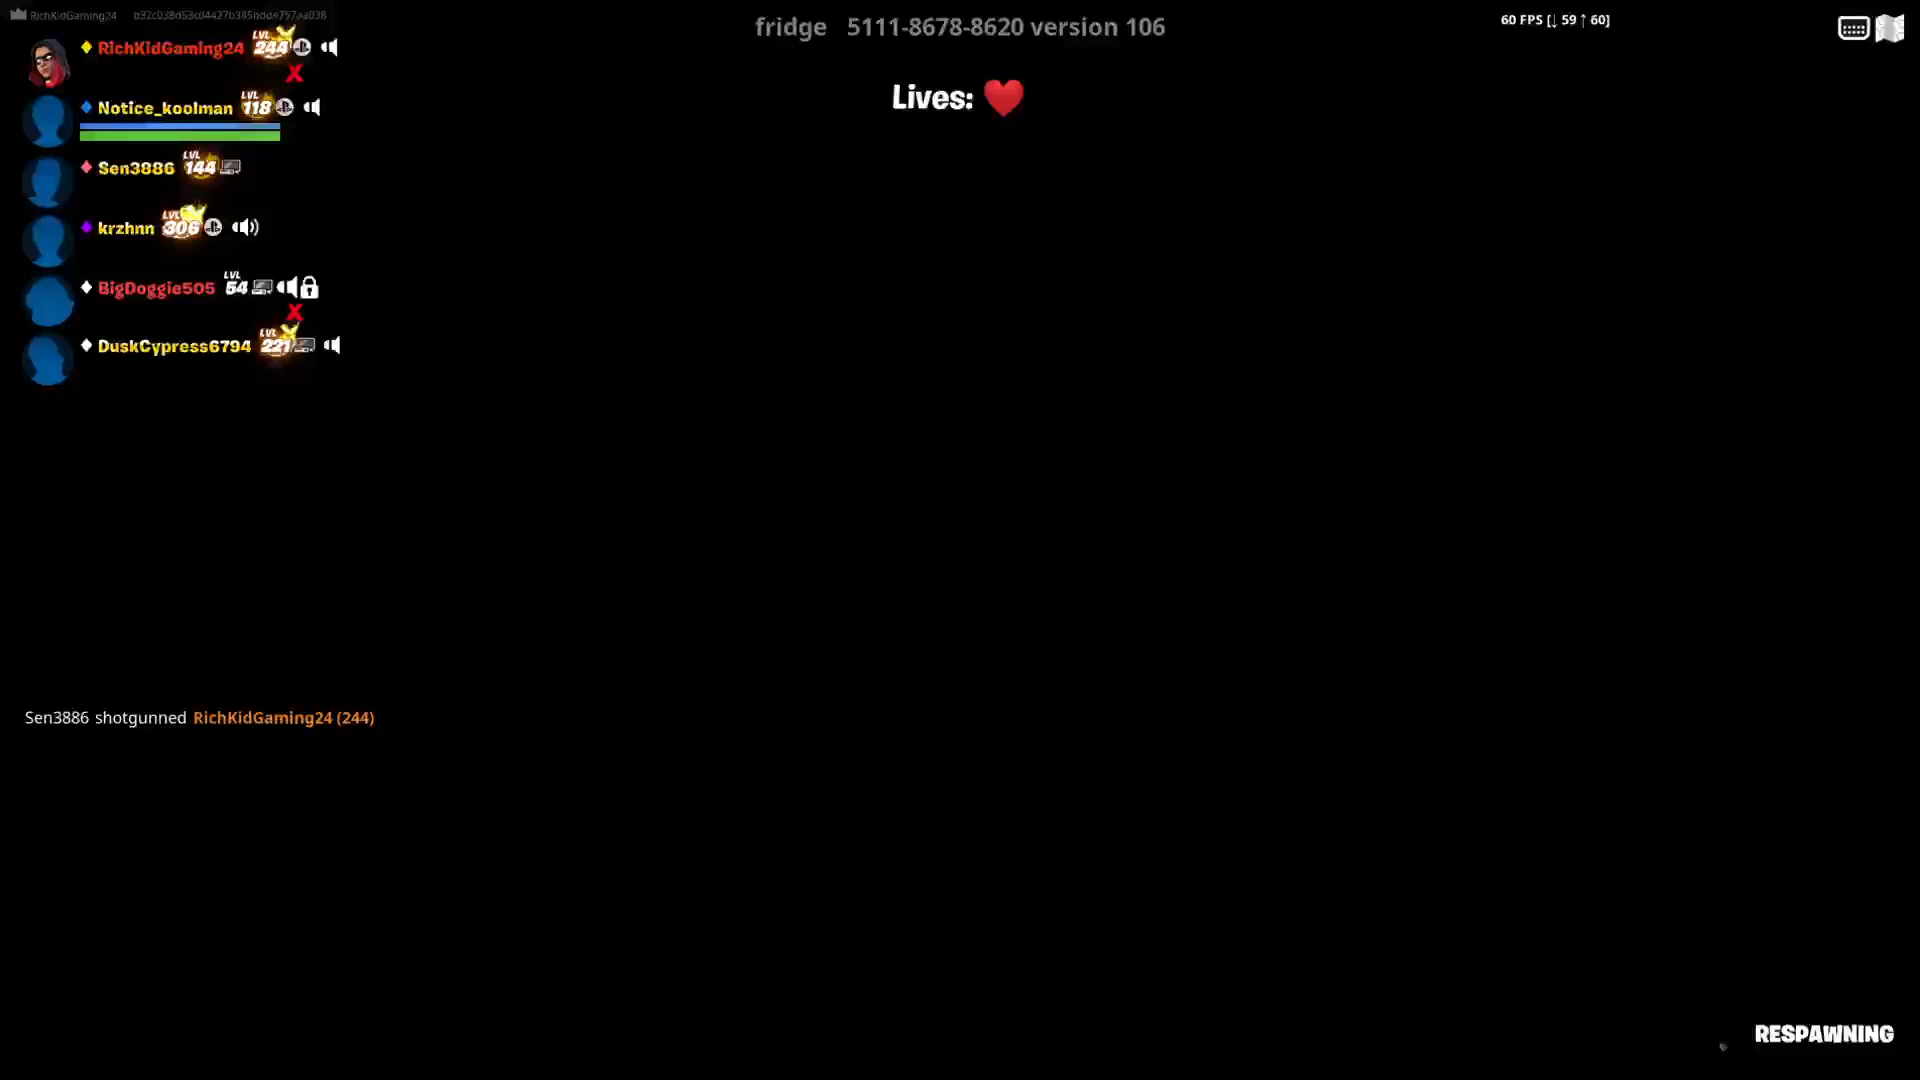 RichKidGaming24
fridge 5111-8678-8620 version 106
60 FPS [↓ 59 ↑ 60]
RichKidGaming24 LVL 244
X
Lives: ❤️
Notice_koolman LVL 118
Sen3886 LVL 144
krzhnn LVL 306
BigDoggie505 LVL 54
X
DuskCypress6794 LVL 221
Sen3886 shotgunned RichKidGaming24 (244)
RESPAWNING